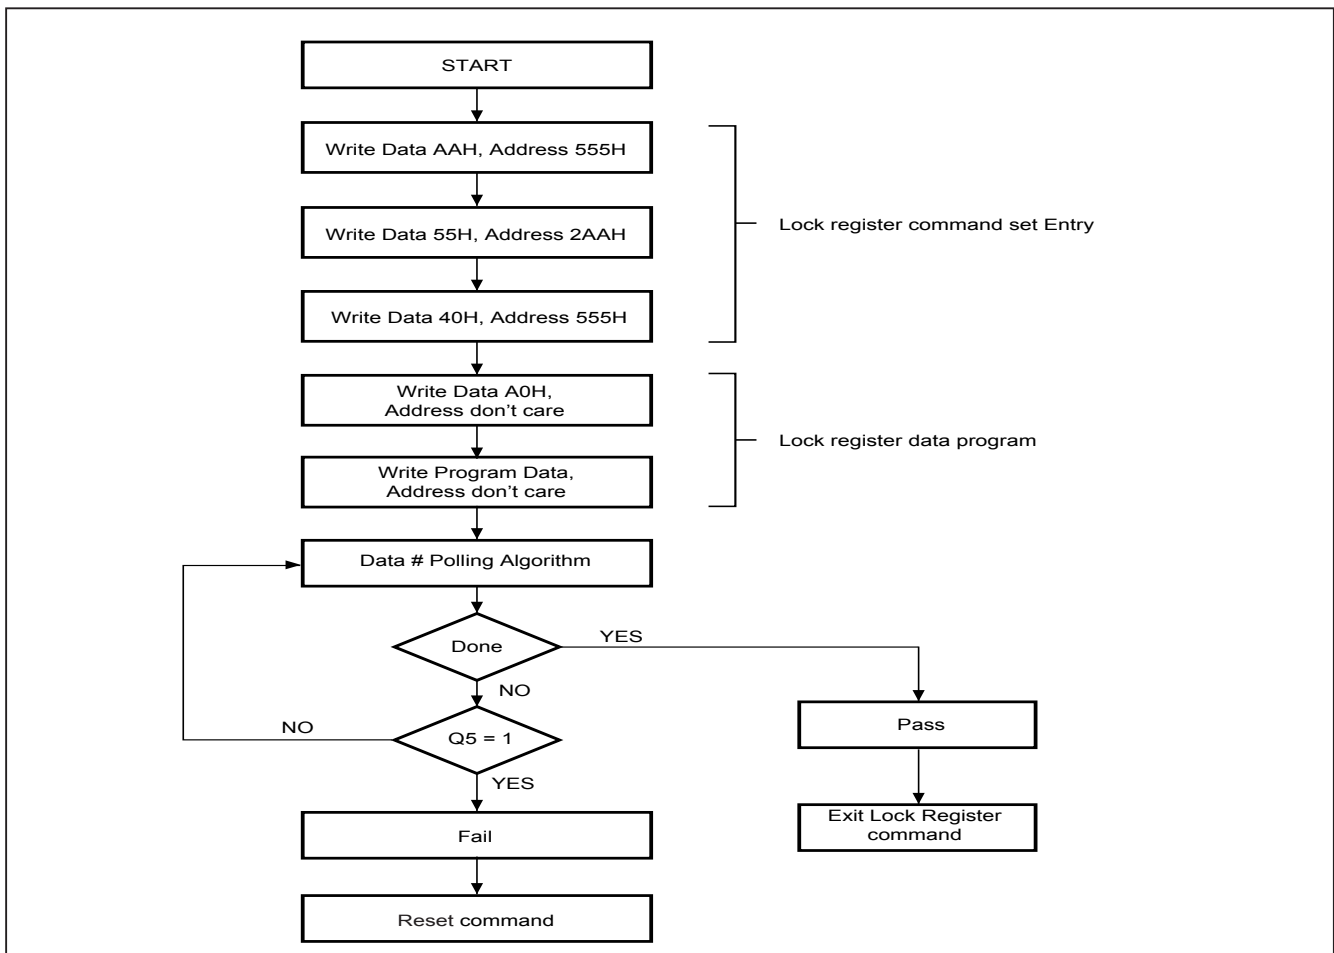 START
Write Data AAH, Address 555H
Write Data 55H, Address 2AAH
Lock register command set Entry
Write Data 40H, Address 555H
Write Data A0H,
Address don't care
Lock register data program
Write Program Data,
Address don't care
Data # Polling Algorithm
Done
YES
NO
Q5 = 1
NO
YES
Pass
Exit Lock Register
command
Fail
Reset command